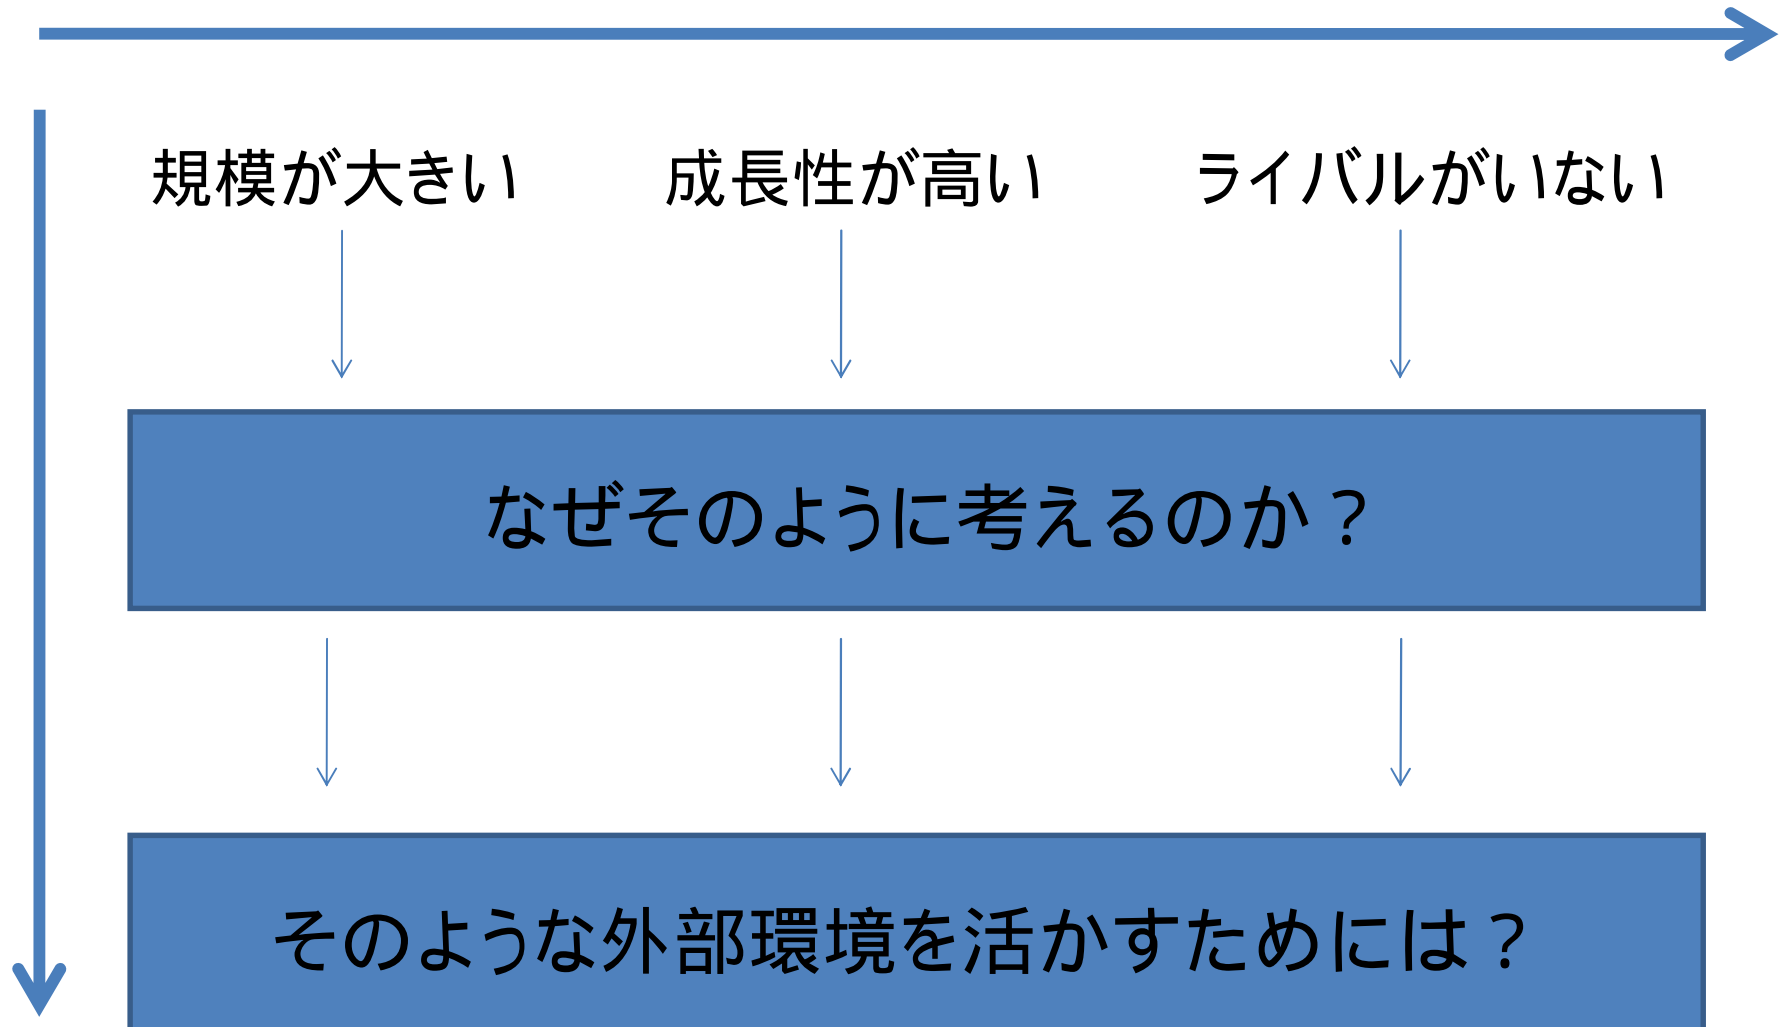 規模が大きい 成長性が高い ライバルがいない
なぜそのように考えるのか？
そのような外部環境を活かすためには？